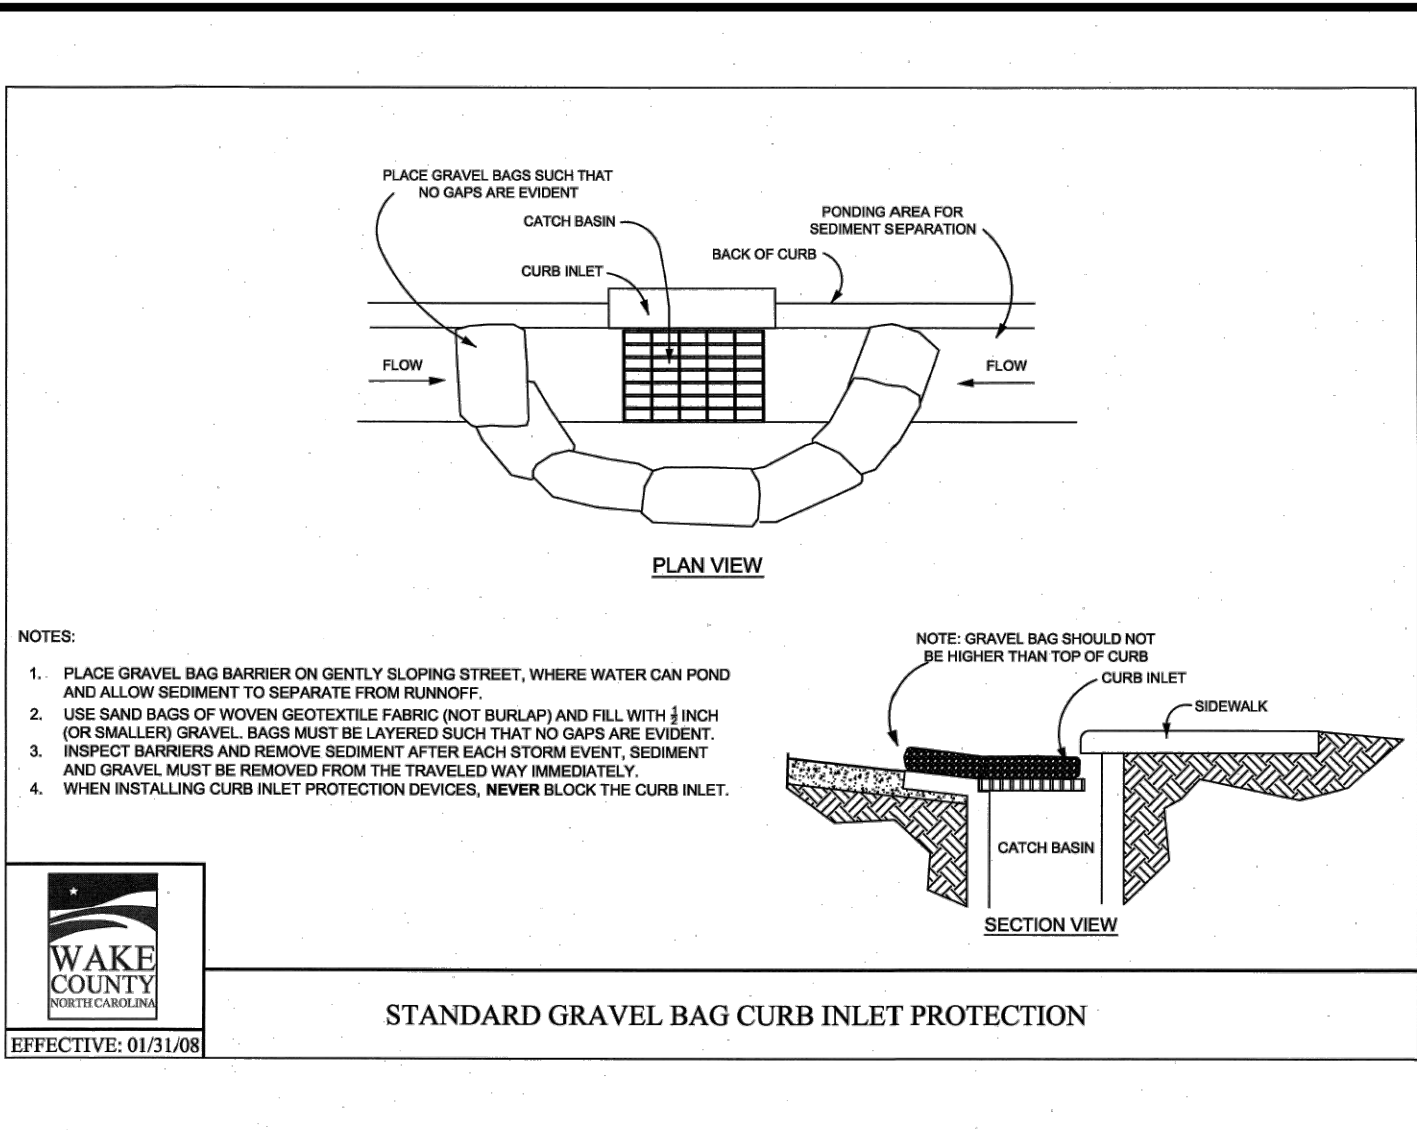 PLACE GRAVEL BAGS SUCH THAT
NO GAPS ARE EVIDENT
CATCH BASIN
CURB INLET
BACK OF CURB
PONDING AREA FOR
SEDIMENT SEPARATION
FLOW
FLOW
PLAN VIEW
NOTES:
1. PLACE GRAVEL BAG BARRIER ON GENTLY SLOPING STREET, WHERE WATER CAN POND
AND ALLOW SEDIMENT TO SEPARATE FROM RUNNOFF.
2. USE SAND BAGS OF WOVEN GEOTEXTILE FABRIC (NOT BURLAP) AND FILL WITH ½ INCH
(OR SMALLER) GRAVEL. BAGS MUST BE LAYERED SUCH THAT NO GAPS ARE EVIDENT.
3. INSPECT BARRIERS AND REMOVE SEDIMENT AFTER EACH STORM EVENT, SEDIMENT
AND GRAVEL MUST BE REMOVED FROM THE TRAVELED WAY IMMEDIATELY.
4. WHEN INSTALLING CURB INLET PROTECTION DEVICES, NEVER BLOCK THE CURB INLET.
NOTE: GRAVEL BAG SHOULD NOT
BE HIGHER THAN TOP OF CURB
CURB INLET
SIDEWALK
CATCH BASIN
SECTION VIEW
WAKE
COUNTY
NORTH CAROLINA
EFFECTIVE: 01/31/08
STANDARD GRAVEL BAG CURB INLET PROTECTION